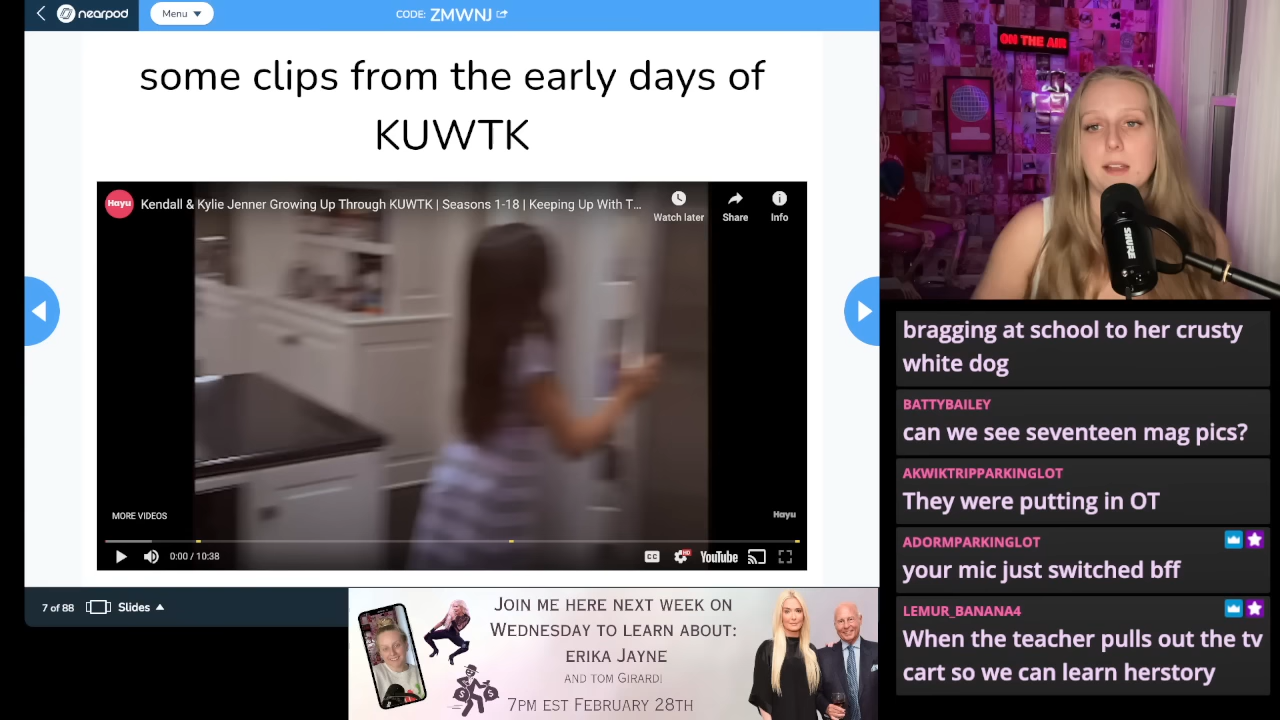 nearpod
Menu
CODE: ZMWNJ
ON THE AIR
some clips from the early days of
KUWTK
Hayu
Kendall & Kylie Jenner Growing Up Through KUWTK | Seasons 1-18 | Keeping Up With T...
Watch later
Share
Info
SHURE
MORE VIDEOS
Hayu
0:00 / 10:38
CC
HD
YouTube
7 of 88
Slides
bragging at school to her crusty
white dog
BATTYBAILEY
can we see seventeen mag pics?
AKWIKTRIPPARKINGLOT
They were putting in OT
ADORMPARKINGLOT
your mic just switched bff
LEMUR_BANANA4
When the teacher pulls out the tv
cart so we can learn herstory
JOIN ME HERE NEXT WEEK ON
WEDNESDAY TO LEARN ABOUT:
ERIKA JAYNE
AND TOM GIRARDI
7PM EST FEBRUARY 28TH